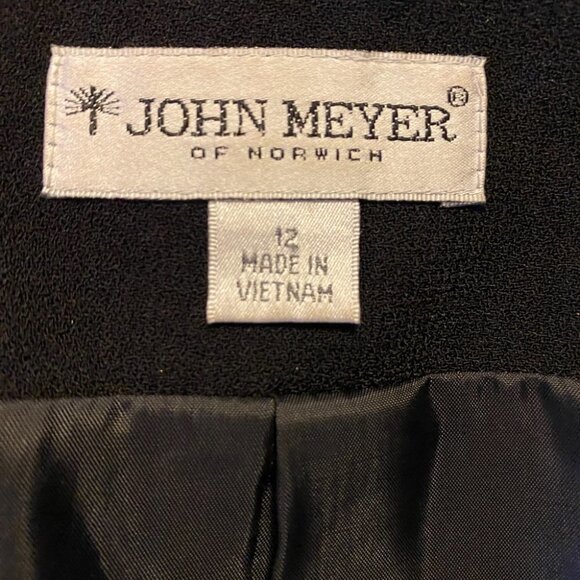 JOHN MEYER®
OF NORWICH
12
MADE IN
VIETNAM